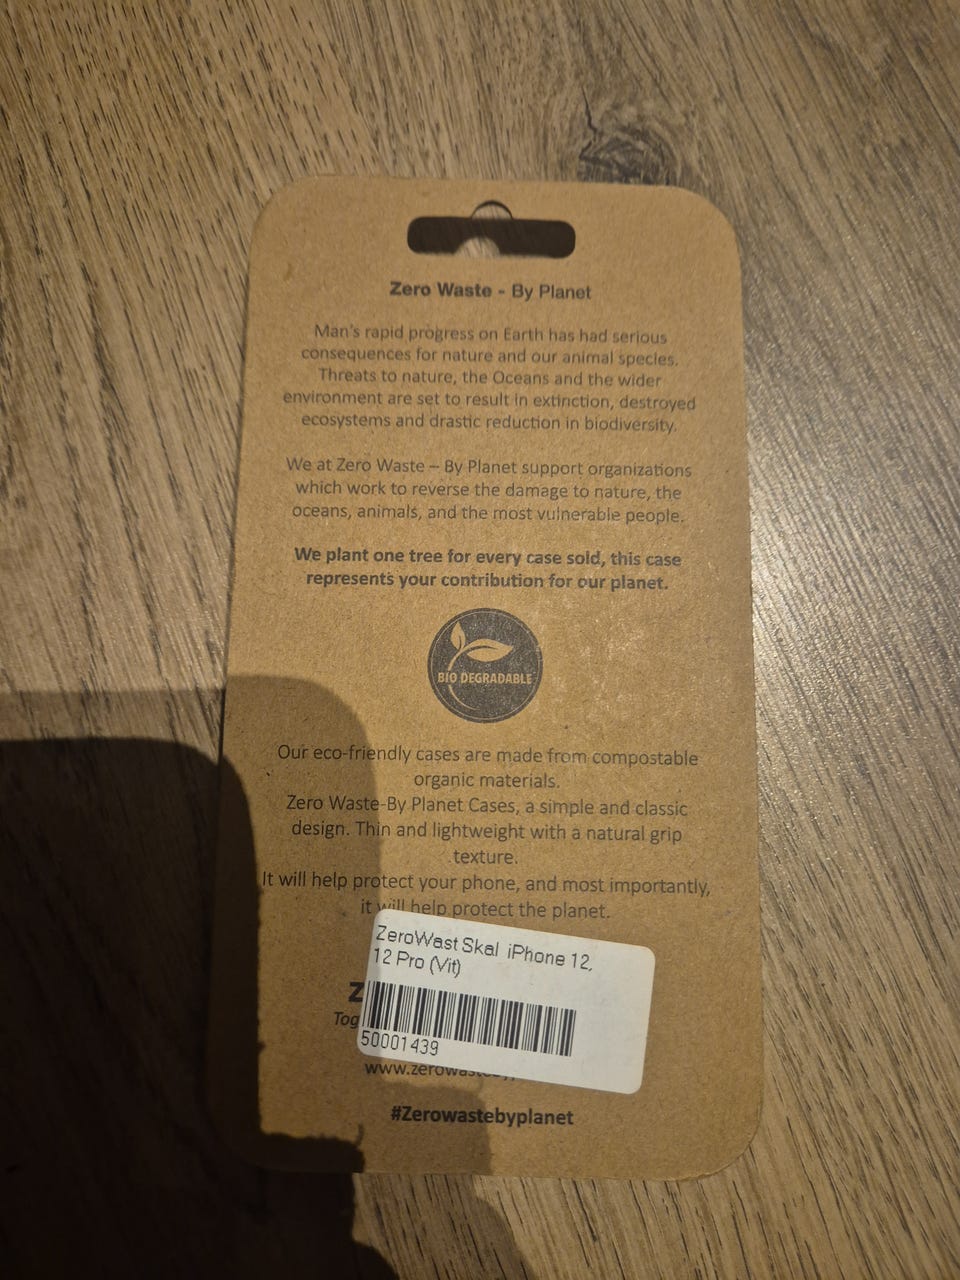 Zero Waste - By Planet
Man's rapid progress on Earth has had serious
consequences for nature and our animal species.
Threats to nature, the Oceans and the wider
environment are set to result in extinction, destroyed
ecosystems and drastic reduction in biodiversity.
We at Zero Waste – By Planet support organizations
which work to reverse the damage to nature, the
oceans, animals, and the most vulnerable people.
We plant one tree for every case sold, this case
represents your contribution for our planet.
BIO DEGRADABLE
Our eco-friendly cases are made from compostable
organic materials.
Zero Waste-By Planet Cases, a simple and classic
design. Thin and lightweight with a natural grip
texture.
It will help protect your phone, and most importantly,
it will help protect the planet.
ZeroWast Skal iPhone 12,
12 Pro (Vit)
Z
Tog
50001439
www.zerowaste
#Zerowastebyplanet